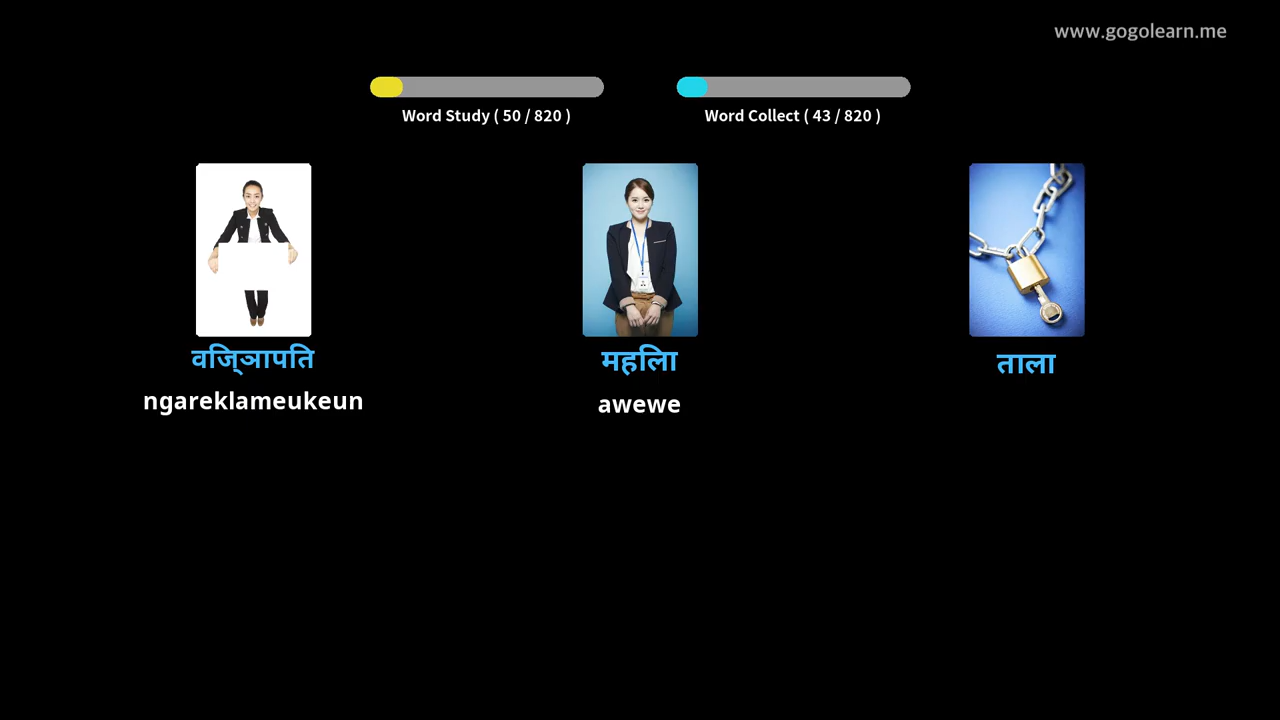 www.gogolearn.me
Word Study ( 50 / 820 )
Word Collect ( 43 / 820 )
विज्ञापति
महिला
ताला
ngareklameukeun
awewe